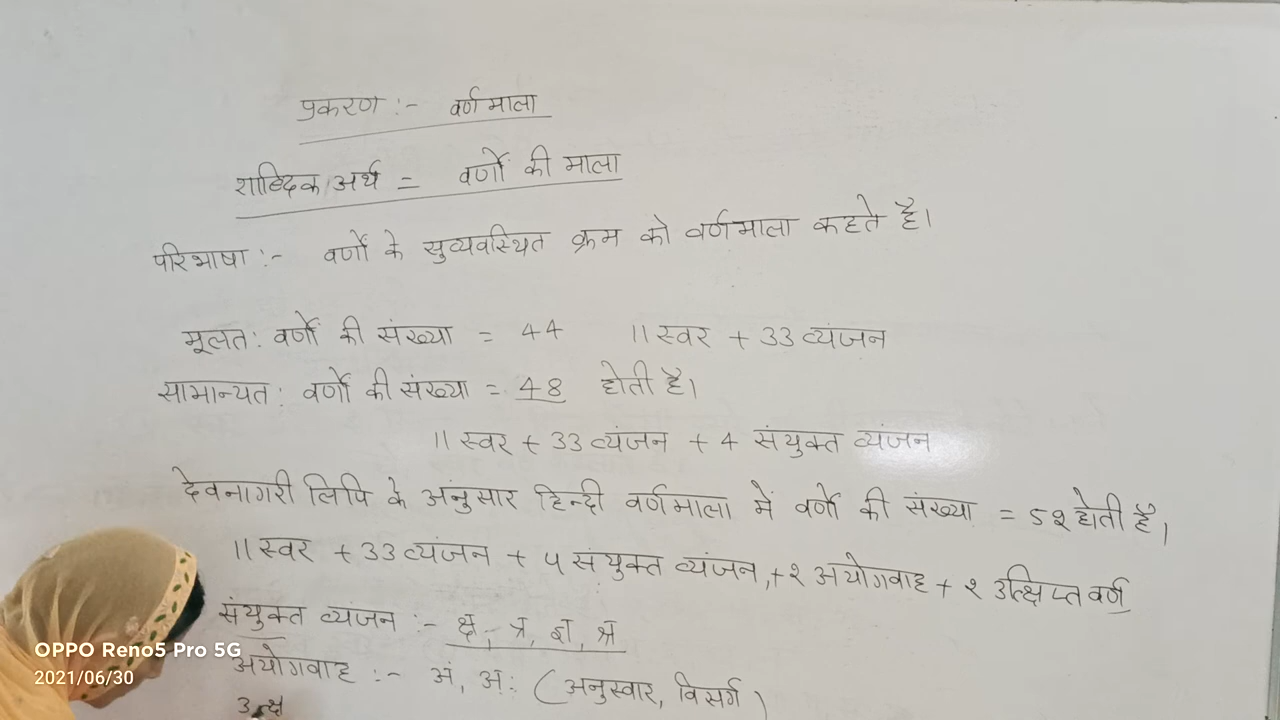 प्रकरण :- वर्णमाला
शाब्दिक अर्थ = वर्णों की माला
परिभाषा :- वर्णों के सुव्यवस्थित क्रम को वर्णमाला कहते है।
मूलत: वर्णों की संख्या = 44 11 स्वर + 33 व्यंजन
सामान्यत: वर्णों की संख्या = 48 होती है।
11 स्वर + 33 व्यंजन + 4 संयुक्त व्यंजन
देवनागरी लिपि के अंनुसार हिन्दी वर्णमाला में वर्णों की संख्या = 52 होती है।
11 स्वर + 33 व्यंजन + 4 संयुक्त व्यंजन, + 2 अयोगवाह + 2 उत्क्षिप्त वर्ण
संयुक्त व्यंजन :- क्ष, त्र, ज्ञ, श्र
अयोगवाह :- अं, अ: (अनुस्वार, विसर्ग)
OPPO Reno5 Pro 5G
2021/06/30